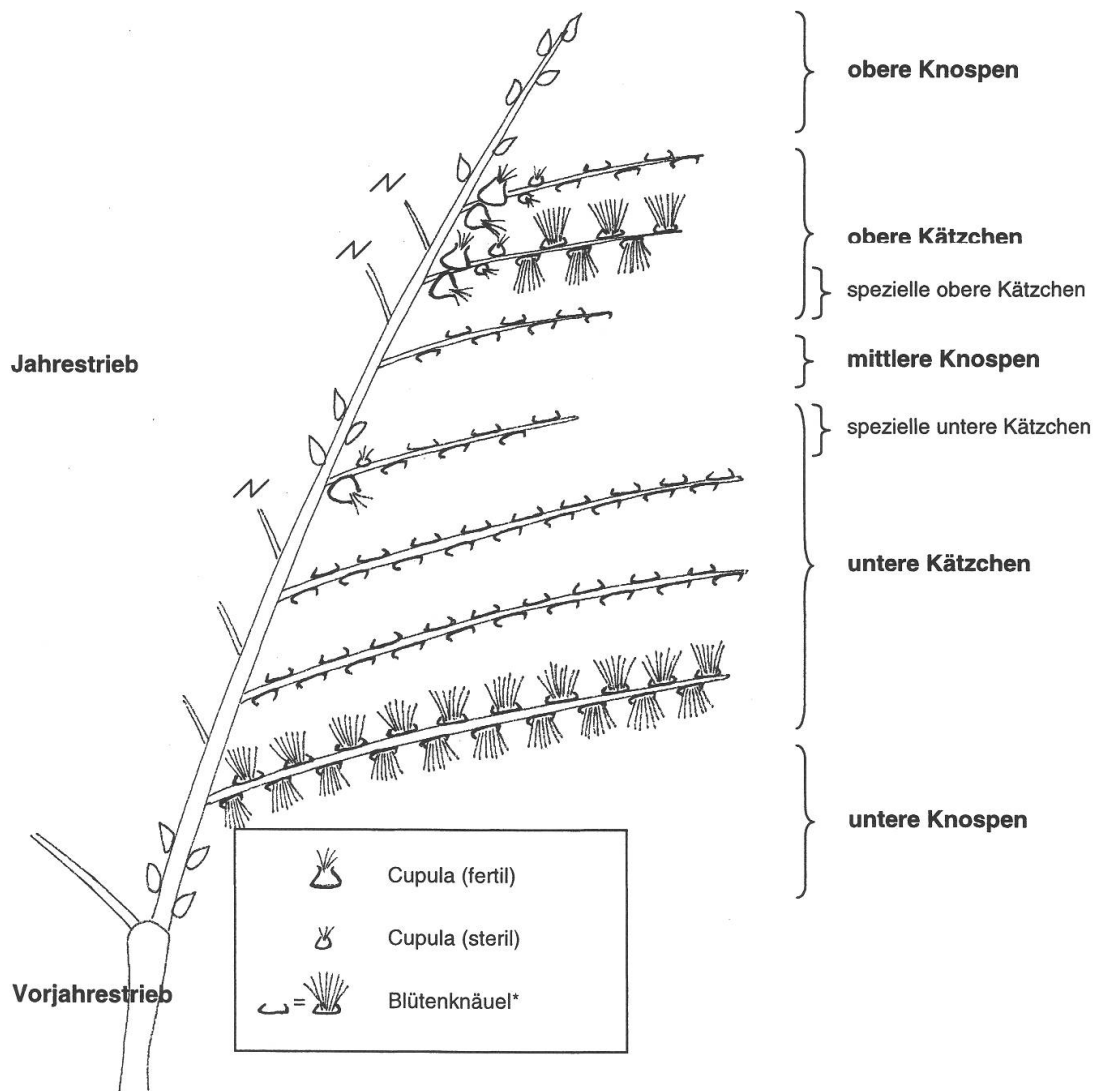 obere Knospen
obere Kätzchen
spezielle obere Kätzchen
Jahrestrieb
mittlere Knospen
spezielle untere Kätzchen
untere Kätzchen
untere Knospen
Cupula (fertil)
Cupula (steril)
= Blütenknäuel*
Vorjahrestrieb